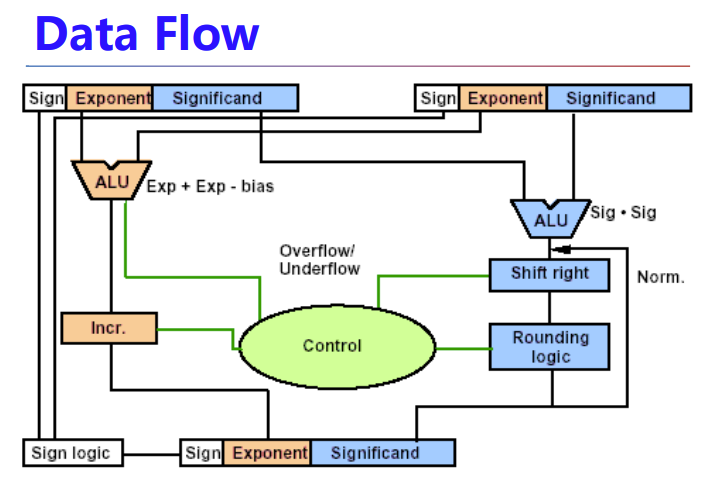 Data Flow
Sign Exponent Significand
Sign Exponent Significand
ALU
Exp + Exp - bias
ALU
Sig • Sig
Overflow/
Underflow
Shift right
Norm.
Incr.
Control
Rounding
logic
Sign logic
Sign Exponent Significand